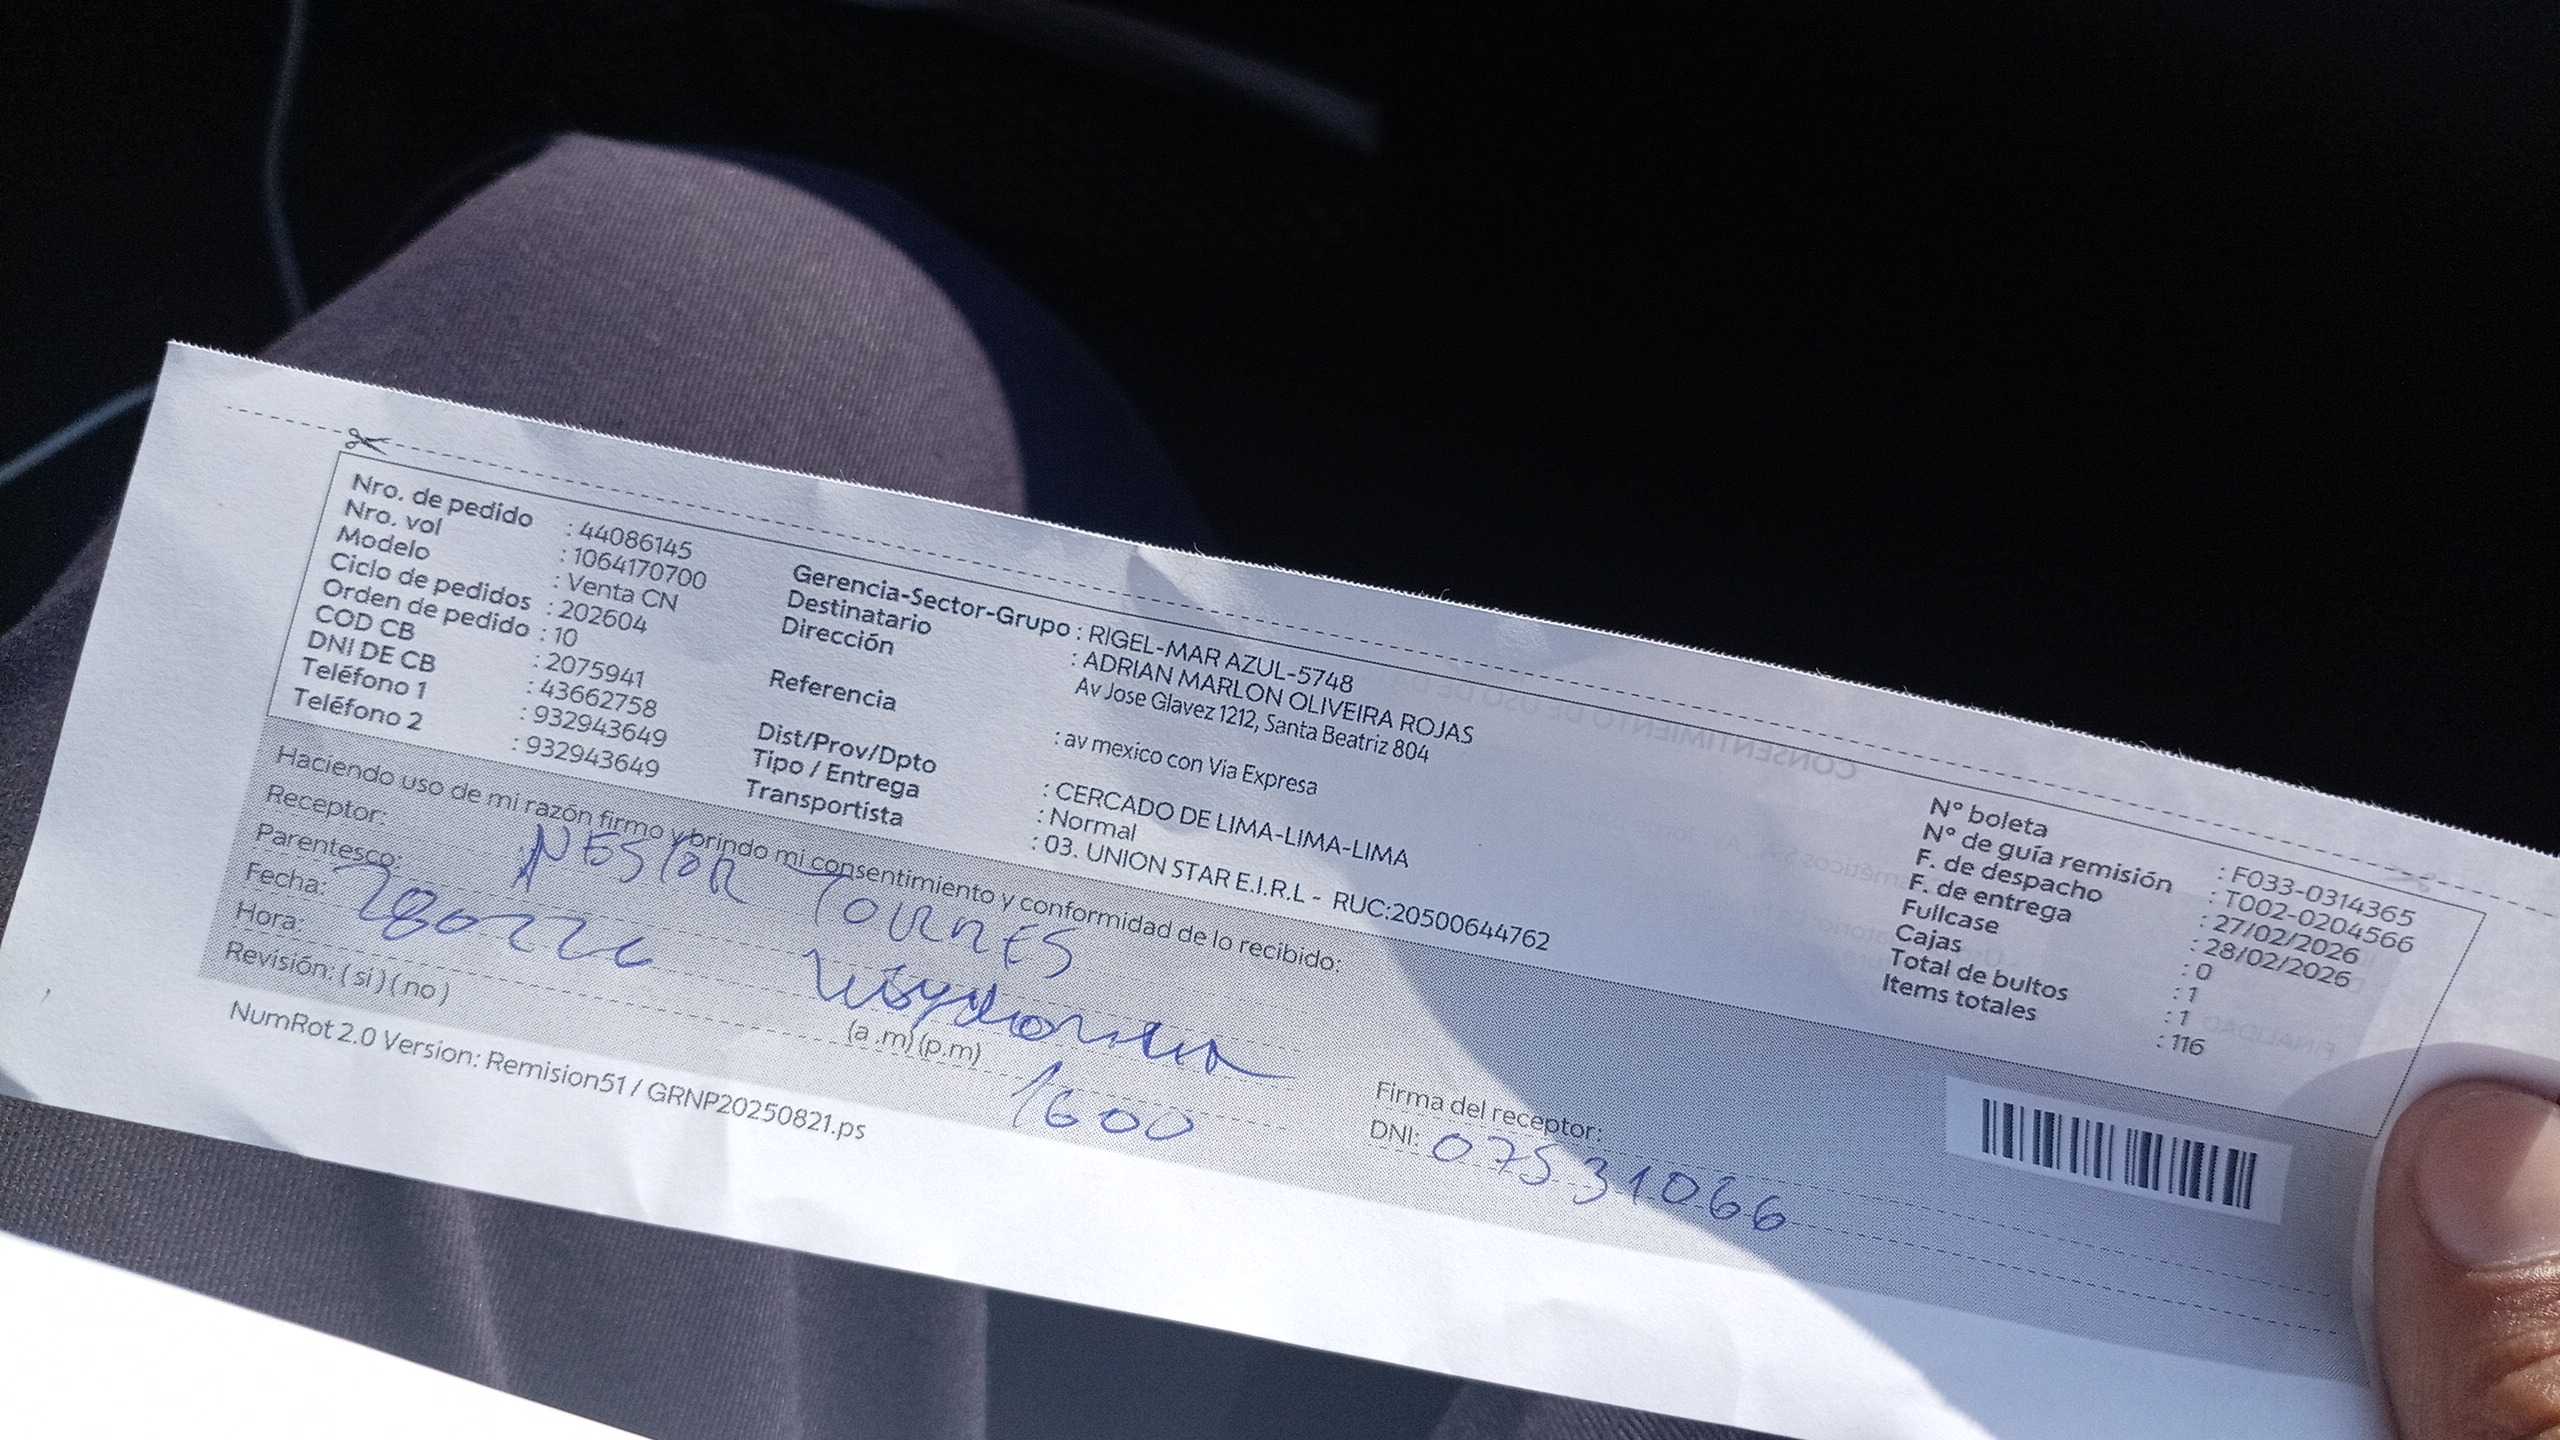 Nro. de pedido : 44086145
Nro. vol : 1064170700
Modelo : Venta CN
Ciclo de pedidos : 202604
Orden de pedido : 10
COD CB : 2075941
DNI DE CB : 43662758
Teléfono 1 : 932943649
Teléfono 2 : 932943649
Gerencia-Sector-Grupo : RIGEL-MAR AZUL-5748
Destinatario : ADRIAN MARLON OLIVEIRA ROJAS
Dirección Av Jose Glavez 1212, Santa Beatriz 804
Referencia : av mexico con Via Expresa
Dist/Prov/Dpto : CERCADO DE LIMA-LIMA-LIMA
Tipo / Entrega : Normal
Transportista : 03. UNION STAR E.I.R.L - RUC:20500644762
N° boleta : F033-0314365
N° de guía remisión : T002-0204566
F. de despacho : 27/02/2026
F. de entrega : 28/02/2026
Fullcase : 0
Cajas : 1
Total de bultos : 1
Items totales : 116
Haciendo uso de mi razón firmo y brindo mi consentimiento y conformidad de lo recibido:
Receptor: NESTOR TORRES
Parentesco:
Fecha: 280226
Hora: (a .m) (p.m) 1600
Revisión: ( si ) ( no )
Firma del receptor:
DNI: 07531066
NumRot 2.0 Version: Remision51 / GRNP20250821.ps
CONSENTIMIENTO DE USO DE
FINALIDAD